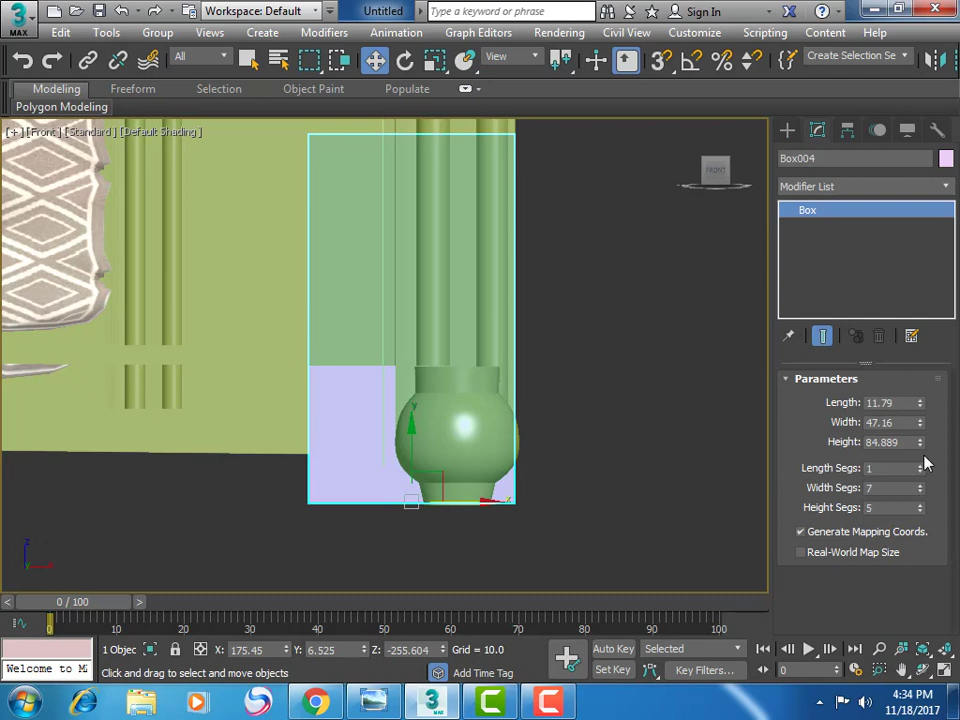 3 Workspace: Default Untitled Type a keyword or phrase Sign In
MAX Edit Tools Group Views Create Modifiers Animation Graph Editors Rendering Civil View Customize Scripting Content Help
All View Create Selection Se
Modeling Freeform Selection Object Paint Populate
Polygon Modeling
[+] [Front] [Standard] [Default Shading]
Box004
FRONT
Modifier List
Box
Parameters
Length: 11.79
Width: 47.16
Height: 84.889
Length Segs: 1
Width Segs: 7
Height Segs: 5
Generate Mapping Coords.
Real-World Map Size
y
x
z
< 0 / 100 >
0 10 20 30 40 50 60 70 80 90 100
1 Objec X: 175.45 Y: 6.525 Z: -255.604 Grid = 10.0 Auto Key Selected
Welcome to M Click and drag to select and move objects Add Time Tag Set Key Key Filters... 0
4:34 PM
11/18/2017